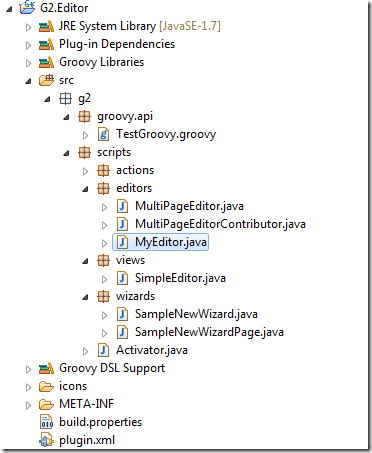 G2.Editor
JRE System Library [JavaSE-1.7]
Plug-in Dependencies
Groovy Libraries
src
g2
groovy.api
TestGroovy.groovy
scripts
actions
editors
MultiPageEditor.java
MultiPageEditorContributor.java
MyEditor.java
views
SimpleEditor.java
wizards
SampleNewWizard.java
SampleNewWizardPage.java
Activator.java
Groovy DSL Support
icons
META-INF
build.properties
plugin.xml